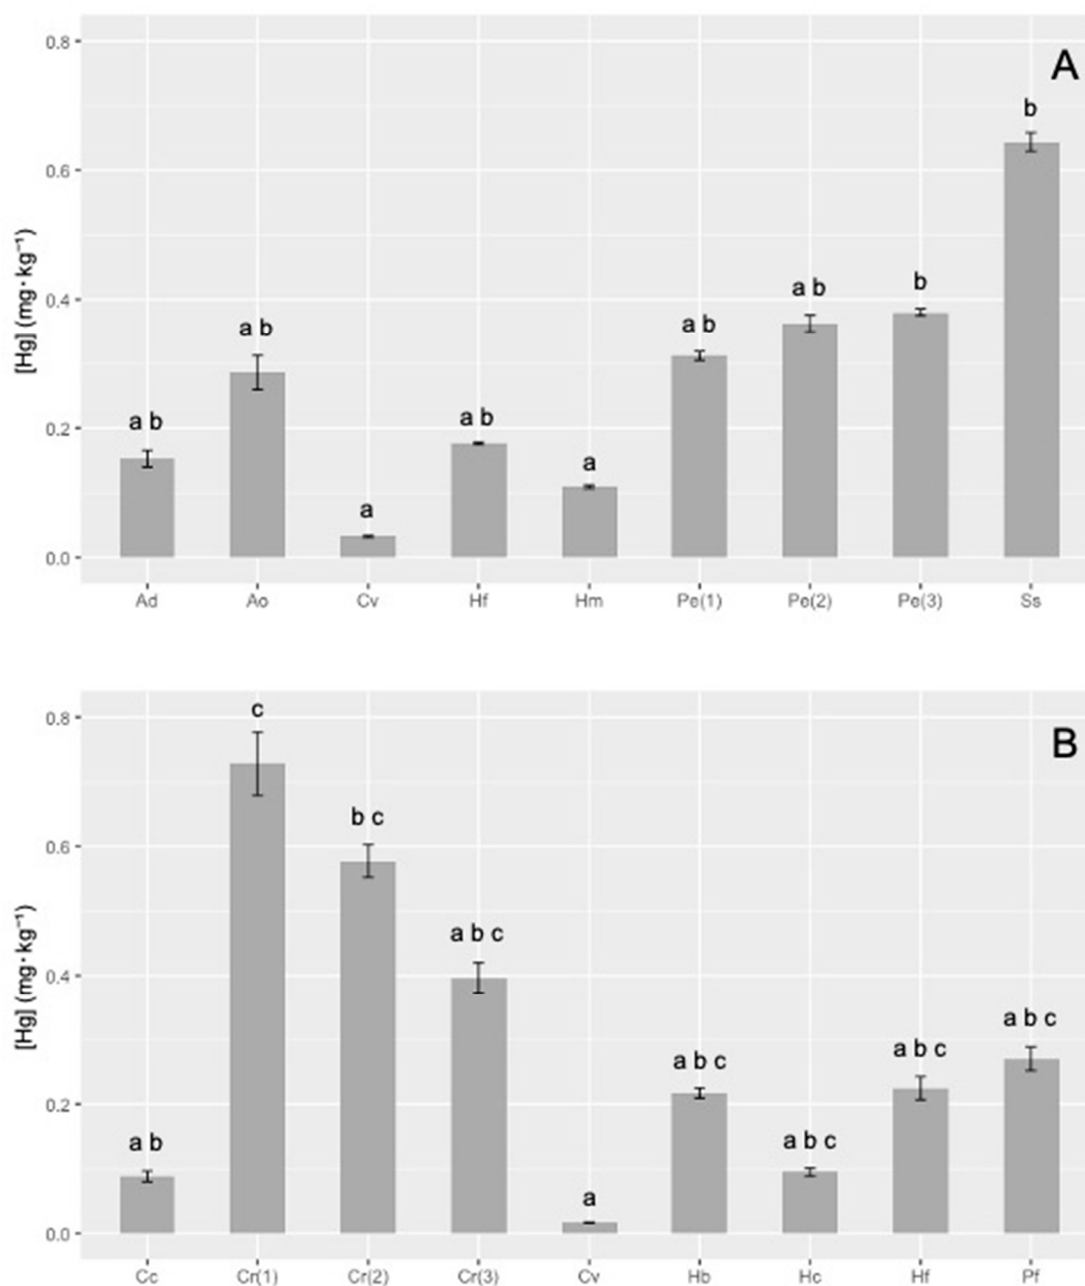 A
0.8
b
0.6
[Hg] (mg·kg⁻¹)
0.4
a b
a b
a b
b
a b
a b
0.2
a
a
0.0
Ad Ao Cv Hf Hm Pe(1) Pe(2) Pe(3) Ss
B
0.8
c
b c
0.6
[Hg] (mg·kg⁻¹)
a b c
0.4
a b c
a b c
a b c
0.2
a b
a b c
a
0.0
Cc Cr(1) Cr(2) Cr(3) Cv Hb Hc Hf Pf